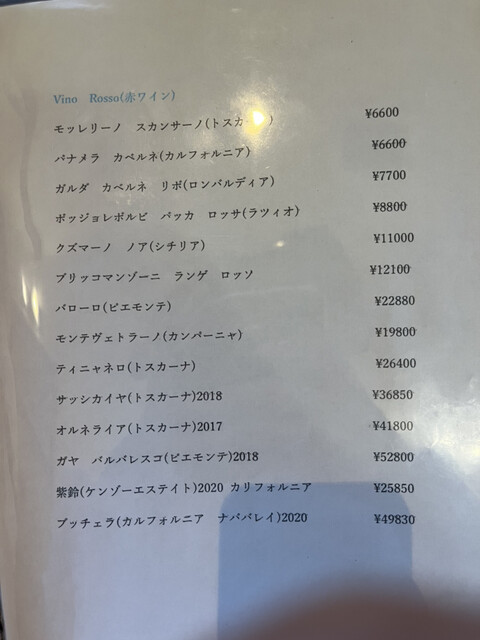 Vino Rosso(赤ワイン)
モッレリーノ スカンサーノ(トスカ ) ¥6600
パナメラ カベルネ(カルフォルニア) ¥6600
ガルダ カベルネ リボ(ロンバルディア) ¥7700
ポッジョレボルピ バッカ ロッサ(ラツィオ) ¥8800
クズマーノ ノア(シチリア) ¥11000
ブリッコマンゾーニ ランゲ ロッソ ¥12100
バローロ(ピエモンテ) ¥22880
モンテヴェトラーノ(カンパーニャ) ¥19800
ティニャネロ(トスカーナ) ¥26400
サッシカイヤ(トスカーナ)2018 ¥36850
オルネライア(トスカーナ)2017 ¥41800
ガヤ バルバレスコ(ピエモンテ)2018 ¥52800
紫鈴(ケンゾーエステイト)2020 カリフォルニア ¥25850
ブッチェラ(カルフォルニア ナパバレイ)2020 ¥49830